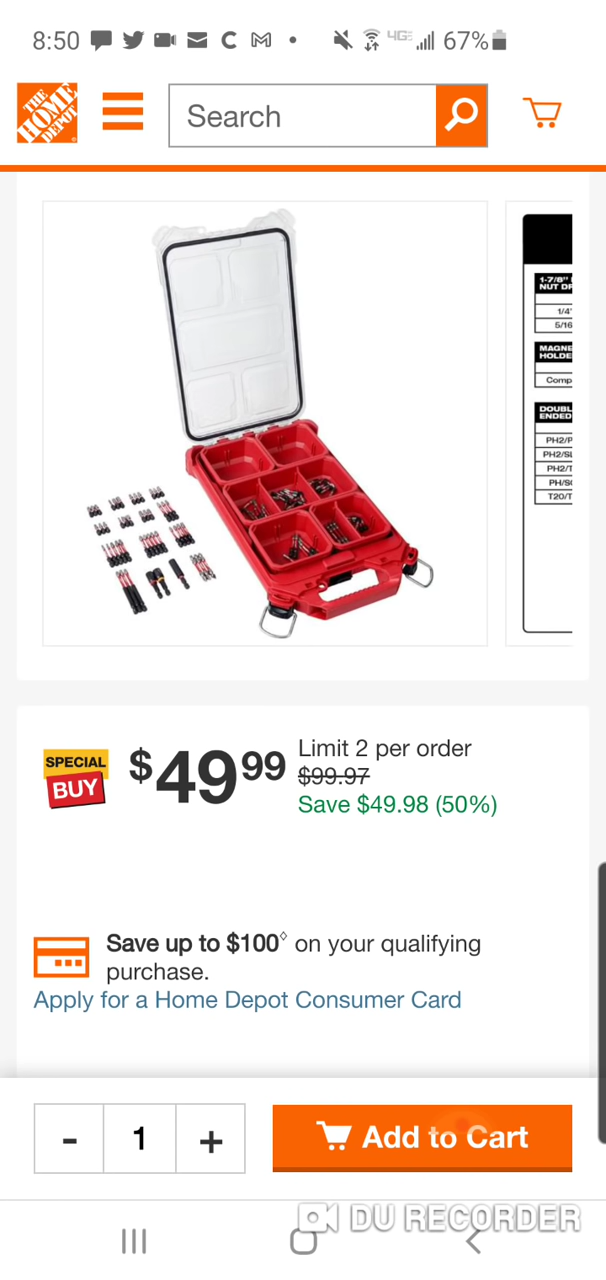 8:50
4GE
67%
THE
HOME
DEPOT
Search
1-7/8"
NUT DR
1/4"
5/16
MAGNE
HOLDE
Comp
DOUBL
ENDED
PH2/P
PH2/SL
PH2/T
PH/SQ
T20/T
SPECIAL
BUY
$49 99
Limit 2 per order
$99.97
Save $49.98 (50%)
Save up to $100◊ on your qualifying
purchase.
Apply for a Home Depot Consumer Card
- 1 +
Add to Cart
DU RECORDER